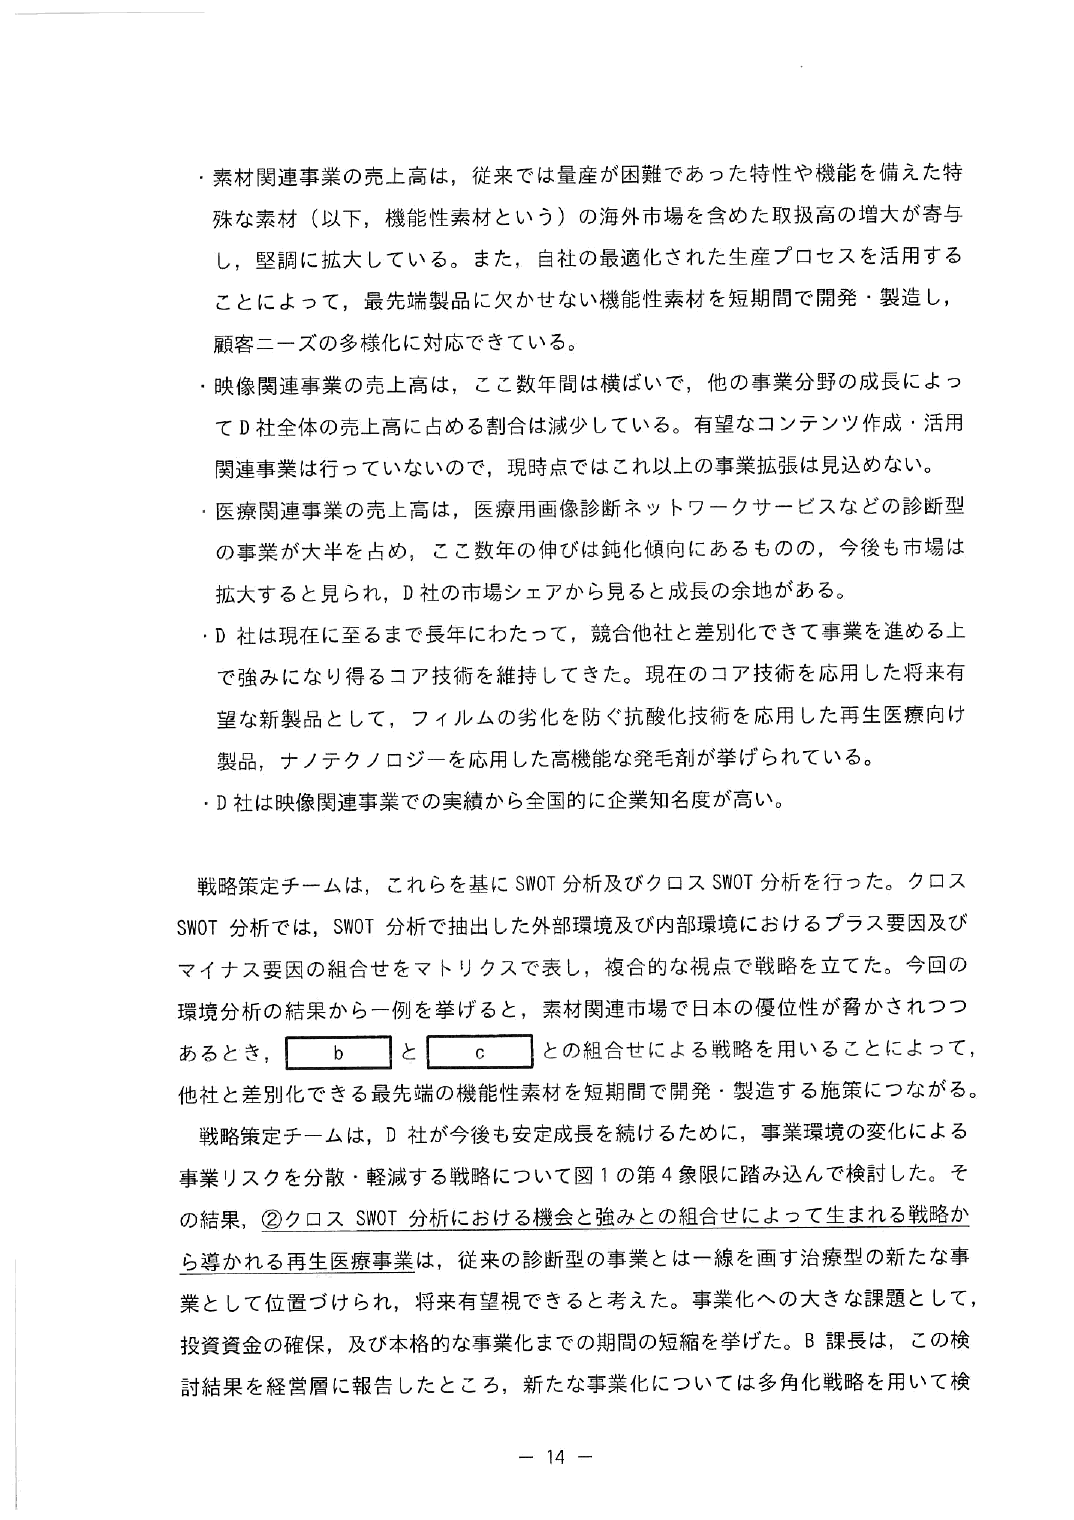 ・素材関連事業の売上高は，従来では量産が困難であった特性や機能を備えた特
殊な素材（以下，機能性素材という）の海外市場を含めた取扱高の増大が寄与
し，堅調に拡大している。また，自社の最適化された生産プロセスを活用する
ことによって，最先端製品に欠かせない機能性素材を短期間で開発・製造し，
顧客ニーズの多様化に対応できている。
・映像関連事業の売上高は，ここ数年間は横ばいで，他の事業分野の成長によっ
て D 社全体の売上高に占める割合は減少している。有望なコンテンツ作成・活用
関連事業は行っていないので，現時点ではこれ以上の事業拡張は見込めない。
・医療関連事業の売上高は，医療用画像診断ネットワークサービスなどの診断型
の事業が大半を占め，ここ数年の伸びは鈍化傾向にあるものの，今後も市場は
拡大すると見られ，D 社の市場シェアから見ると成長の余地がある。
・D 社は現在に至るまで長年にわたって，競合他社と差別化できて事業を進める上
で強みになり得るコア技術を維持してきた。現在のコア技術を応用した将来有
望な新製品として，フィルムの劣化を防ぐ抗酸化技術を応用した再生医療向け
製品，ナノテクノロジーを応用した高機能な発毛剤が挙げられている。
・D 社は映像関連事業での実績から全国的に企業知名度が高い。
戦略策定チームは，これらを基に SWOT 分析及びクロス SWOT 分析を行った。クロス
SWOT 分析では，SWOT 分析で抽出した外部環境及び内部環境におけるプラス要因及び
マイナス要因の組合せをマトリクスで表し，複合的な視点で戦略を立てた。今回の
環境分析の結果から一例を挙げると，素材関連市場で日本の優位性が脅かされつつ
あるとき， b と c との組合せによる戦略を用いることによって，
他社と差別化できる最先端の機能性素材を短期間で開発・製造する施策につながる。
戦略策定チームは，D 社が今後も安定成長を続けるために，事業環境の変化による
事業リスクを分散・軽減する戦略について図 1 の第 4 象限に踏み込んで検討した。そ
の結果，②クロス SWOT 分析における機会と強みとの組合せによって生まれる戦略か
ら導かれる再生医療事業は，従来の診断型の事業とは一線を画す治療型の新たな事
業として位置づけられ，将来有望視できると考えた。事業化への大きな課題として，
投資資金の確保，及び本格的な事業化までの期間の短縮を挙げた。B 課長は，この検
討結果を経営層に報告したところ，新たな事業化については多角化戦略を用いて検
－ 14 －